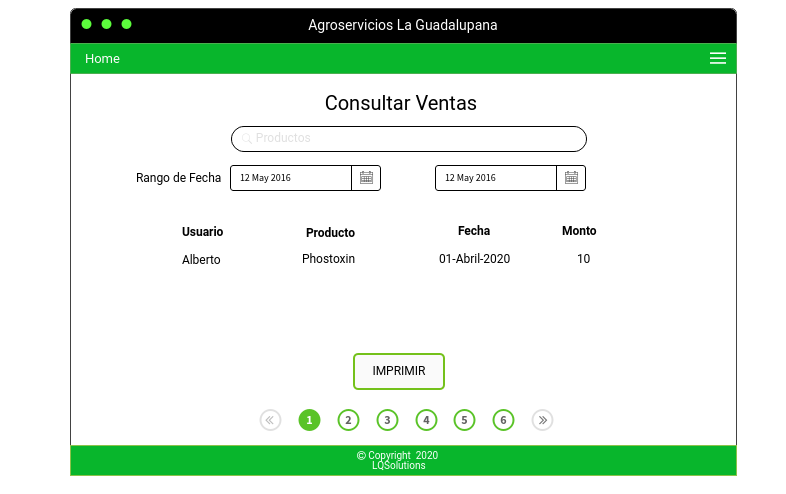 Agroservicios La Guadalupana
Home
Consultar Ventas
Productos
Rango de Fecha 12 May 2016 12 May 2016
Usuario Producto Fecha Monto
Alberto Phostoxin 01-Abril-2020 10
IMPRIMIR
« 1 2 3 4 5 6 »
© Copyright 2020
LQSolutions